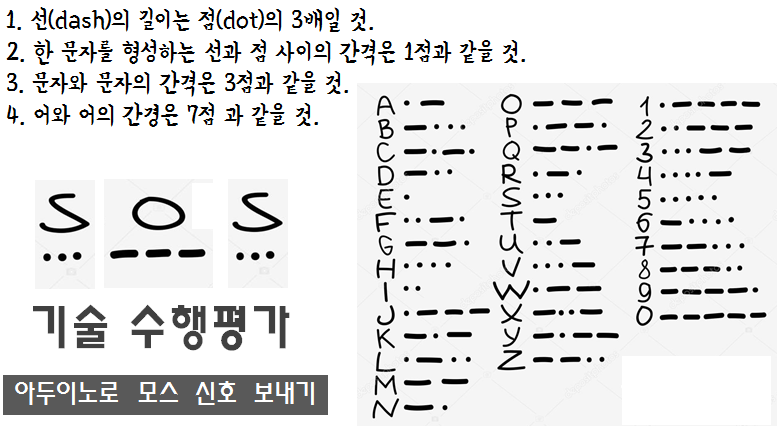 1. 선(dash)의 길이는 점(dot)의 3배일 것.
2. 한 문자를 형성하는 선과 점 사이의 간격은 1점과 같을 것.
3. 문자와 문자의 간격은 3점과 같을 것.
4. 어와 어의 간경은 7점 과 같을 것.
S O S
••• ——— •••
기술 수행평가
아두이노로 모스 신호 보내기
A •—
B —•••
C —•—•
D —••
E •
F ••—•
G ——•
H ••••
I ••
J •———
K —•—
L •—••
M ——
N —•
O ———
P •——•
Q ——•—
R •—•
S •••
T —
U ••—
V •••—
W •——
X —••—
Y —•——
Z ——••
1 •————
2 ••———
3 •••——
4 ••••—
5 •••••
6 —••••
7 ——•••
8 ———••
9 ————•
0 —————